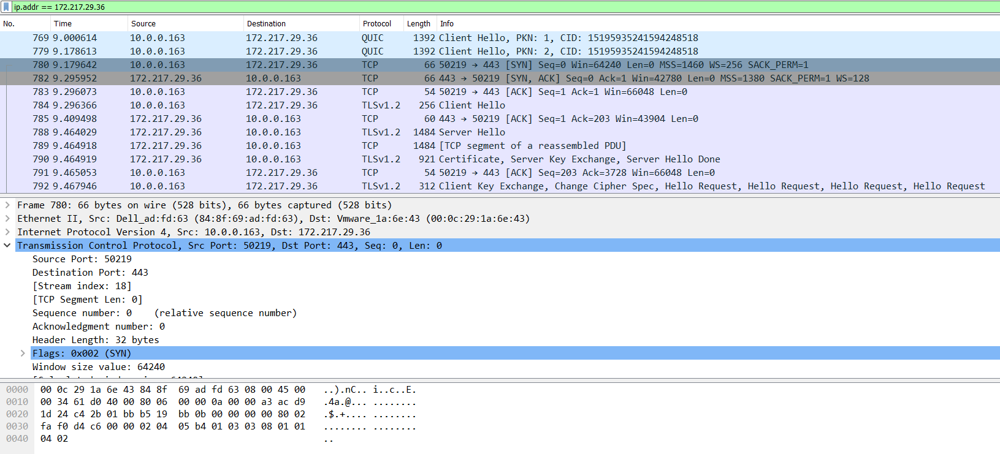 ip.addr == 172.217.29.36
No. Time Source Destination Protocol Length Info
769 9.000614 10.0.0.163 172.217.29.36 QUIC 1392 Client Hello, PKN: 1, CID: 15195935241594248518
779 9.178613 10.0.0.163 172.217.29.36 QUIC 1392 Client Hello, PKN: 2, CID: 15195935241594248518
780 9.179642 10.0.0.163 172.217.29.36 TCP 66 50219 → 443 [SYN] Seq=0 Win=64240 Len=0 MSS=1460 WS=256 SACK_PERM=1
782 9.295952 172.217.29.36 10.0.0.163 TCP 66 443 → 50219 [SYN, ACK] Seq=0 Ack=1 Win=42780 Len=0 MSS=1380 SACK_PERM=1 WS=128
783 9.296073 10.0.0.163 172.217.29.36 TCP 54 50219 → 443 [ACK] Seq=1 Ack=1 Win=66048 Len=0
784 9.296366 10.0.0.163 172.217.29.36 TLSv1.2 256 Client Hello
785 9.409498 172.217.29.36 10.0.0.163 TCP 60 443 → 50219 [ACK] Seq=1 Ack=203 Win=43904 Len=0
788 9.464029 172.217.29.36 10.0.0.163 TLSv1.2 1484 Server Hello
789 9.464918 172.217.29.36 10.0.0.163 TCP 1484 [TCP segment of a reassembled PDU]
790 9.464919 172.217.29.36 10.0.0.163 TLSv1.2 921 Certificate, Server Key Exchange, Server Hello Done
791 9.465053 10.0.0.163 172.217.29.36 TCP 54 50219 → 443 [ACK] Seq=203 Ack=3728 Win=66048 Len=0
792 9.467946 10.0.0.163 172.217.29.36 TLSv1.2 312 Client Key Exchange, Change Cipher Spec, Hello Request, Hello Request, Hello Request, Hello Request
Frame 780: 66 bytes on wire (528 bits), 66 bytes captured (528 bits)
Ethernet II, Src: Dell_ad:fd:63 (84:8f:69:ad:fd:63), Dst: Vmware_1a:6e:43 (00:0c:29:1a:6e:43)
Internet Protocol Version 4, Src: 10.0.0.163, Dst: 172.217.29.36
Transmission Control Protocol, Src Port: 50219, Dst Port: 443, Seq: 0, Len: 0
Source Port: 50219
Destination Port: 443
[Stream index: 18]
[TCP Segment Len: 0]
Sequence number: 0 (relative sequence number)
Acknowledgment number: 0
Header Length: 32 bytes
Flags: 0x002 (SYN)
Window size value: 64240
0000 00 0c 29 1a 6e 43 84 8f 69 ad fd 63 08 00 45 00 ..).nC.. i..c..E.
0010 00 34 61 d0 40 00 80 06 00 00 0a 00 00 a3 ac d9 .4a.@... ........
0020 1d 24 c4 2b 01 bb b5 19 bb 0b 00 00 00 00 80 02 .$.+.... ........
0030 fa f0 d4 c6 00 00 02 04 05 b4 01 03 03 08 01 01 ........ ........
0040 04 02 ..